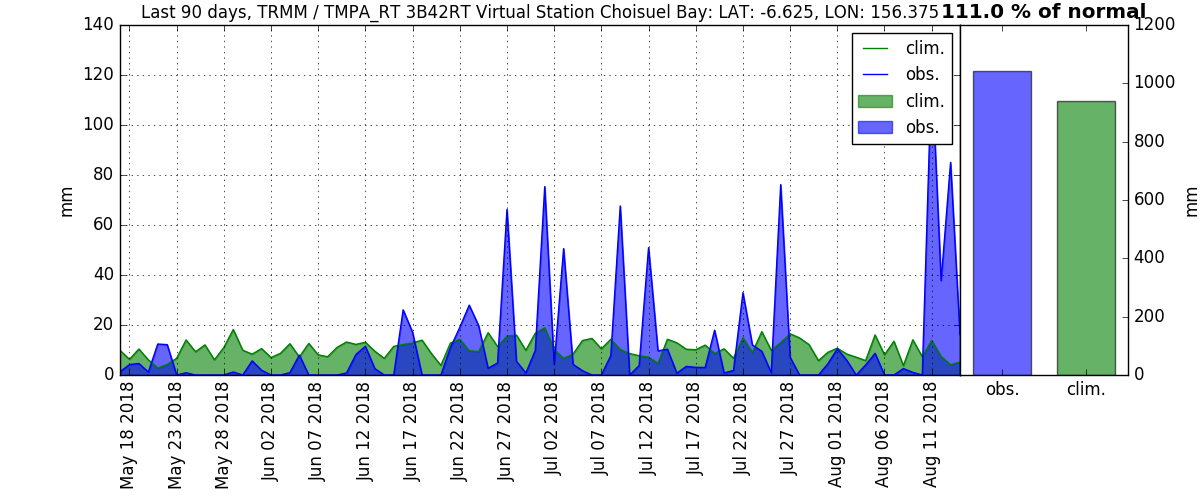 Last 90 days, TRMM / TMPA_RT 3B42RT Virtual Station Choisuel Bay: LAT: -6.625, LON: 156.375
111.0 % of normal
140
120
100
80
60
40
20
0
mm
clim.
obs.
clim.
obs.
1200
1000
800
600
400
200
0
mm
May 18 2018
May 23 2018
May 28 2018
Jun 02 2018
Jun 07 2018
Jun 12 2018
Jun 17 2018
Jun 22 2018
Jun 27 2018
Jul 02 2018
Jul 07 2018
Jul 12 2018
Jul 17 2018
Jul 22 2018
Jul 27 2018
Aug 01 2018
Aug 06 2018
Aug 11 2018
obs.
clim.